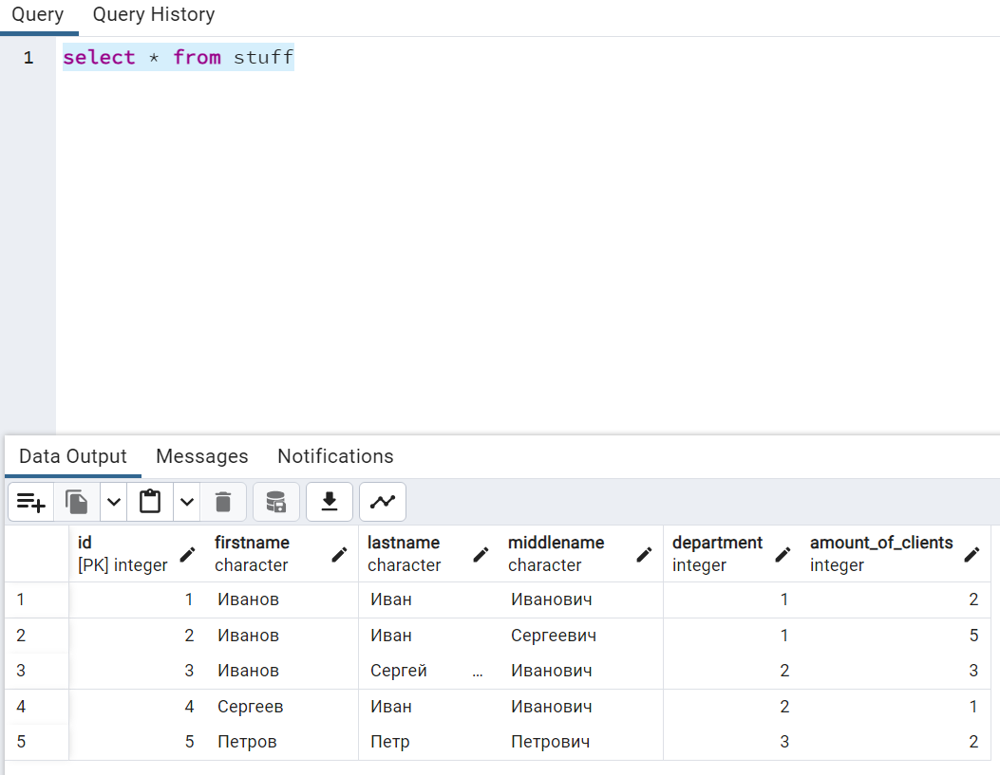 Query Query History
1 select * from stuff
Data Output Messages Notifications
id firstname lastname middlename department amount_of_clients
[PK] integer character character character integer integer
1 1 Иванов Иван Иванович 1 2
2 2 Иванов Иван Сергеевич 1 5
3 3 Иванов Сергей ... Иванович 2 3
4 4 Сергеев Иван Иванович 2 1
5 5 Петров Петр Петрович 3 2